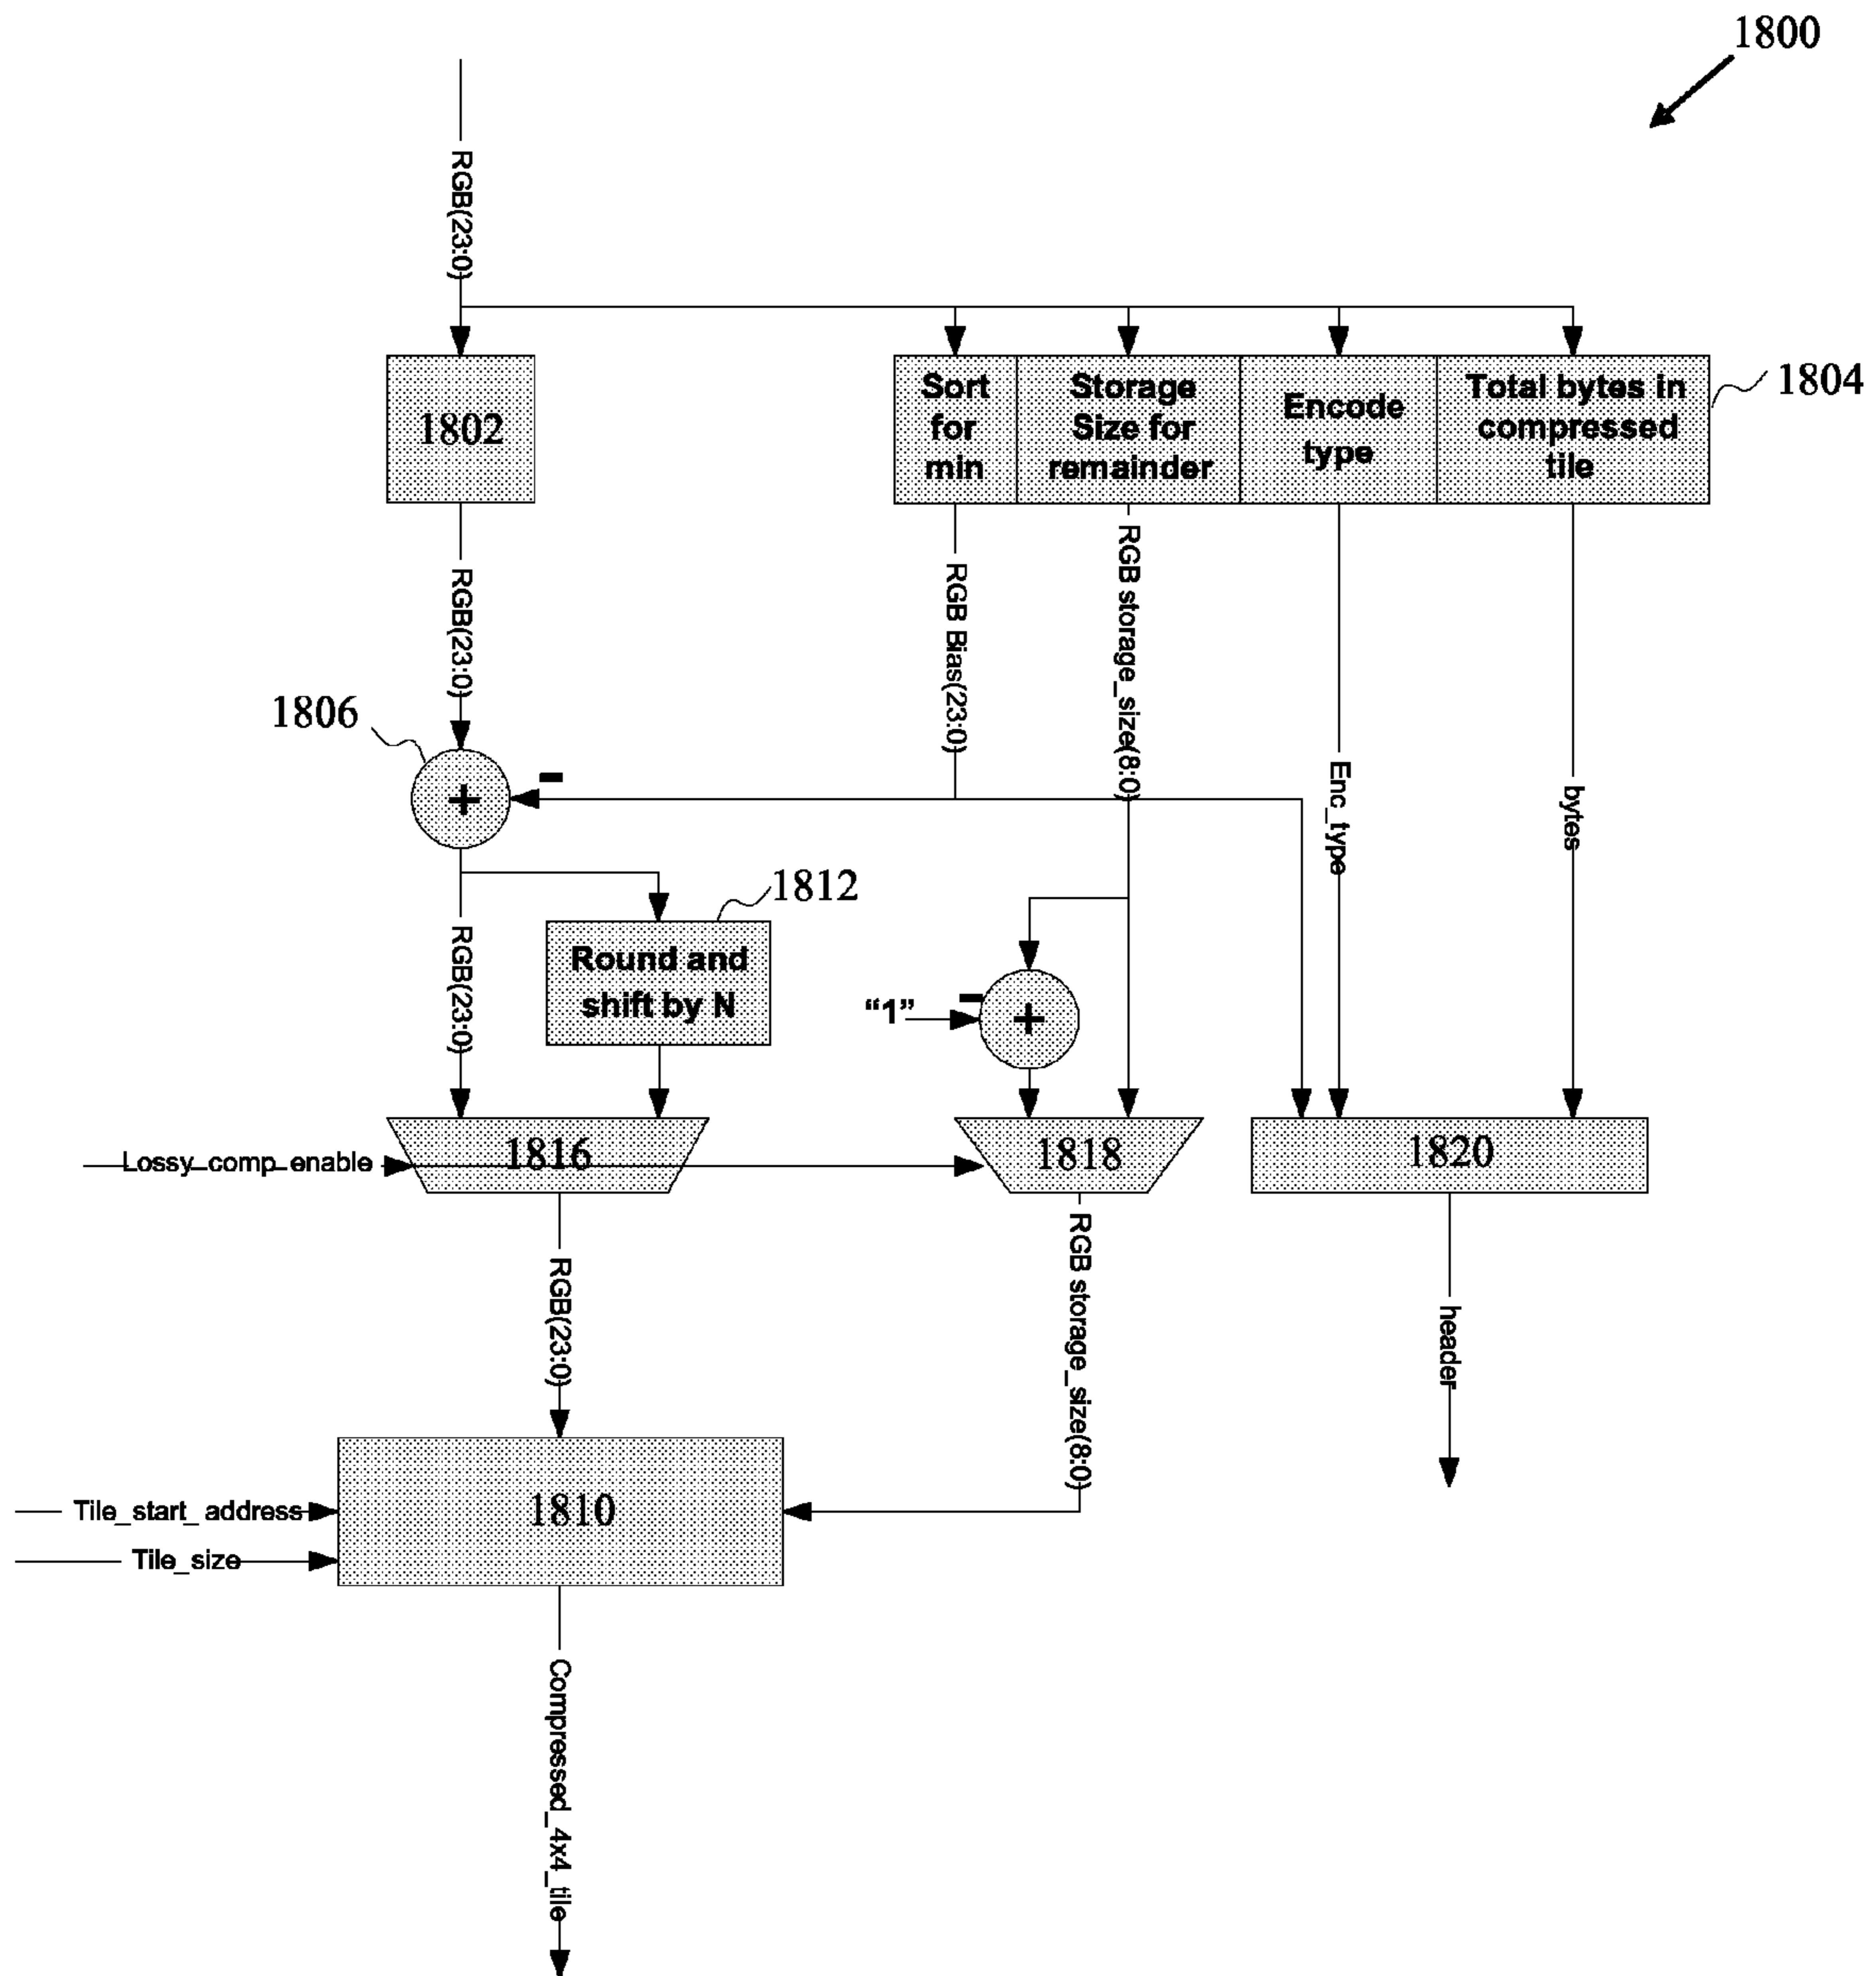 1800
RGB(23:0)
1802
Sort
for
min
Storage
Size for
remainder
Encode
type
Total bytes in
compressed
tile
1804
RGB(23:0)
RGB Bias(23:0)
RGB storage_size(8:0)
Enc_type
bytes
1806
+
-
RGB(23:0)
1812
Round and
shift by N
“1”
-
+
Lossy_comp_enable
1816
1818
1820
RGB(23:0)
RGB storage_size(8:0)
header
Tile_start_address
Tile_size
1810
Compressed_4x4_tile